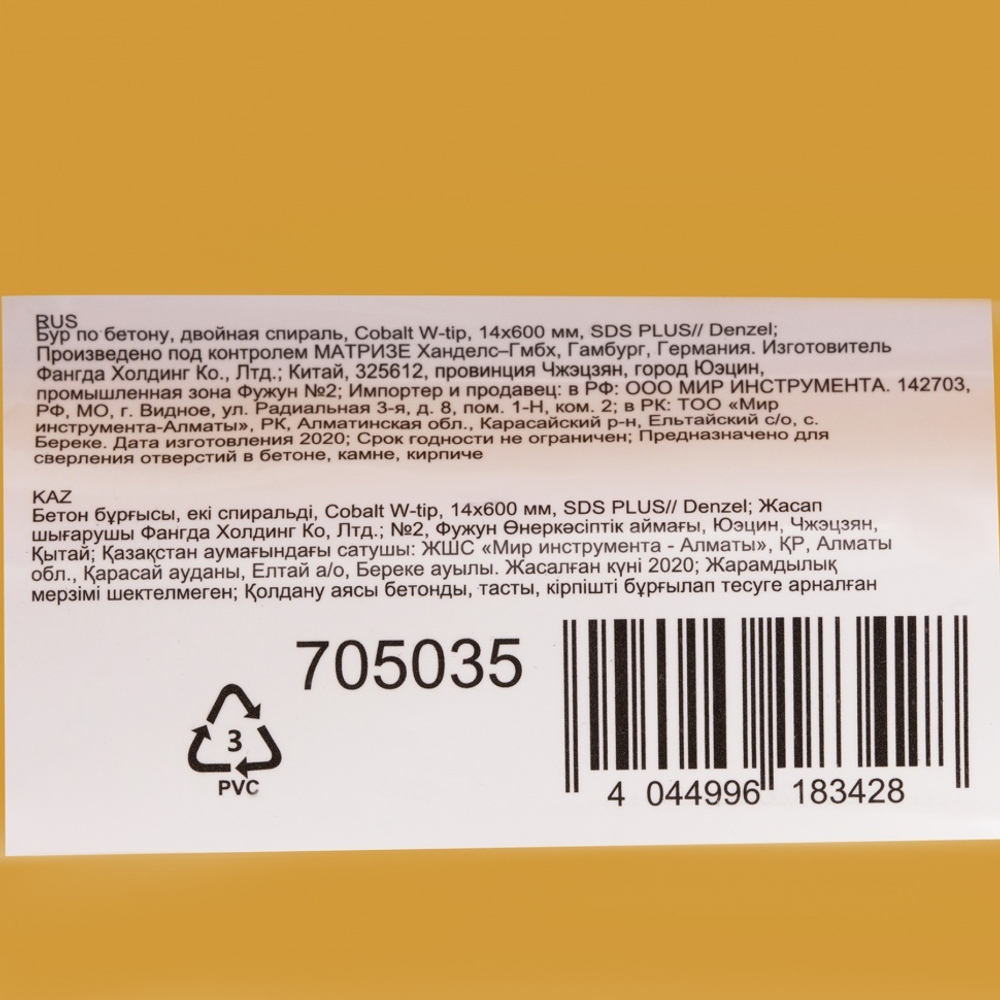 RUS
Бур по бетону, двойная спираль, Cobalt W-tip, 14x600 мм, SDS PLUS// Denzel;
Произведено под контролем МАТРИЗЕ Ханделс–Гмбх, Гамбург, Германия. Изготовитель
Фангда Холдинг Ко., Лтд.; Китай, 325612, провинция Чжэцзян, город Юэцин,
промышленная зона Фужун №2; Импортер и продавец: в РФ: ООО МИР ИНСТРУМЕНТА. 142703,
РФ, МО, г. Видное, ул. Радиальная 3-я, д. 8, пом. 1-Н, ком. 2; в РК: ТОО «Мир
инструмента-Алматы», РК, Алматинская обл., Карасайский р-н, Ельтайский с/о, с.
Береке. Дата изготовления 2020; Срок годности не ограничен; Предназначено для
сверления отверстий в бетоне, камне, кирпиче
KAZ
Бетон бұрғысы, екі спиральді, Cobalt W-tip, 14x600 мм, SDS PLUS// Denzel; Жасап
шығарушы Фангда Холдинг Ко, Лтд.; №2, Фужун Өнеркәсіптік аймағы, Юэцин, Чжэцзян,
Қытай; Қазақстан аумағындағы сатушы: ЖШС «Мир инструмента - Алматы», ҚР, Алматы
обл., Қарасай ауданы, Елтай а/о, Береке ауылы. Жасалған күні 2020; Жарамдылық
мерзімі шектелмеген; Қолдану аясы бетонды, тасты, кірпішті бұрғылап тесуге арналған
705035
3
PVC
4 044996 183428